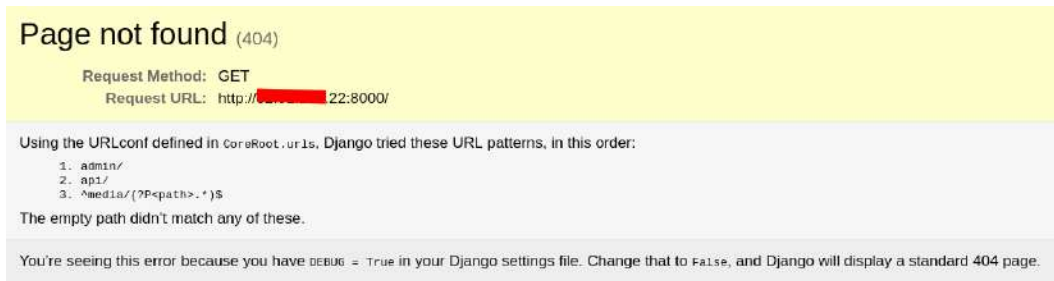 Page not found (404)
Request Method: GET
Request URL: http:// 22:8000/
Using the URLconf defined in CoreRoot.urls, Django tried these URL patterns, in this order:
1. admin/
2. api/
3. ^media/(?P<path>.*)$
The empty path didn't match any of these.
You're seeing this error because you have DEBUG = True in your Django settings file. Change that to False, and Django will display a standard 404 page.